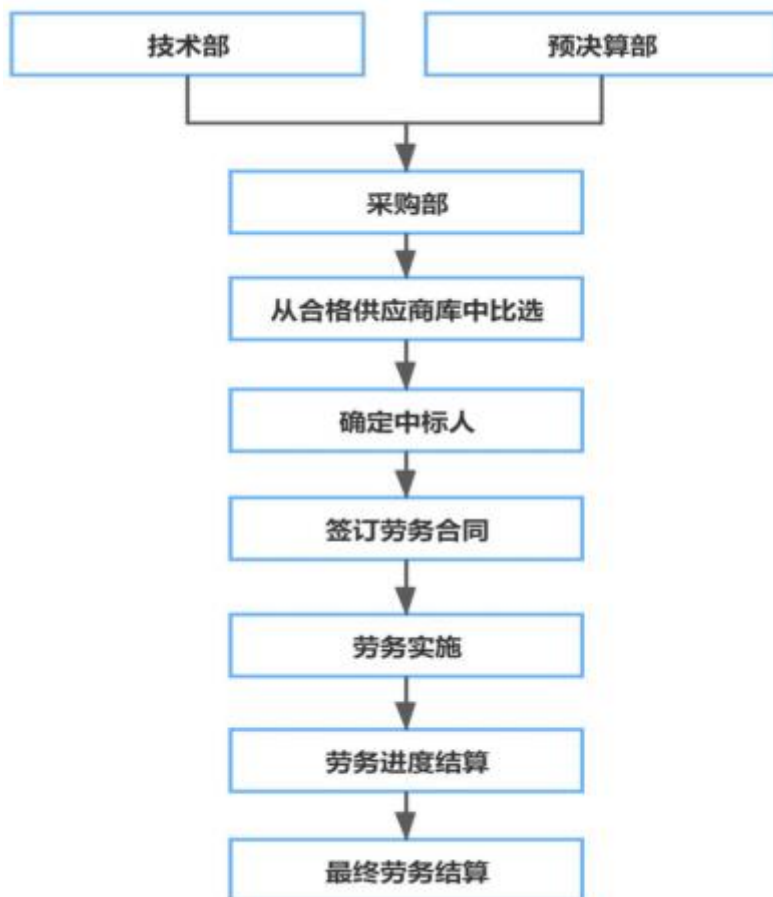 技术部
预决算部
采购部
从合格供应商库中比选
确定中标人
签订劳务合同
劳务实施
劳务进度结算
最终劳务结算